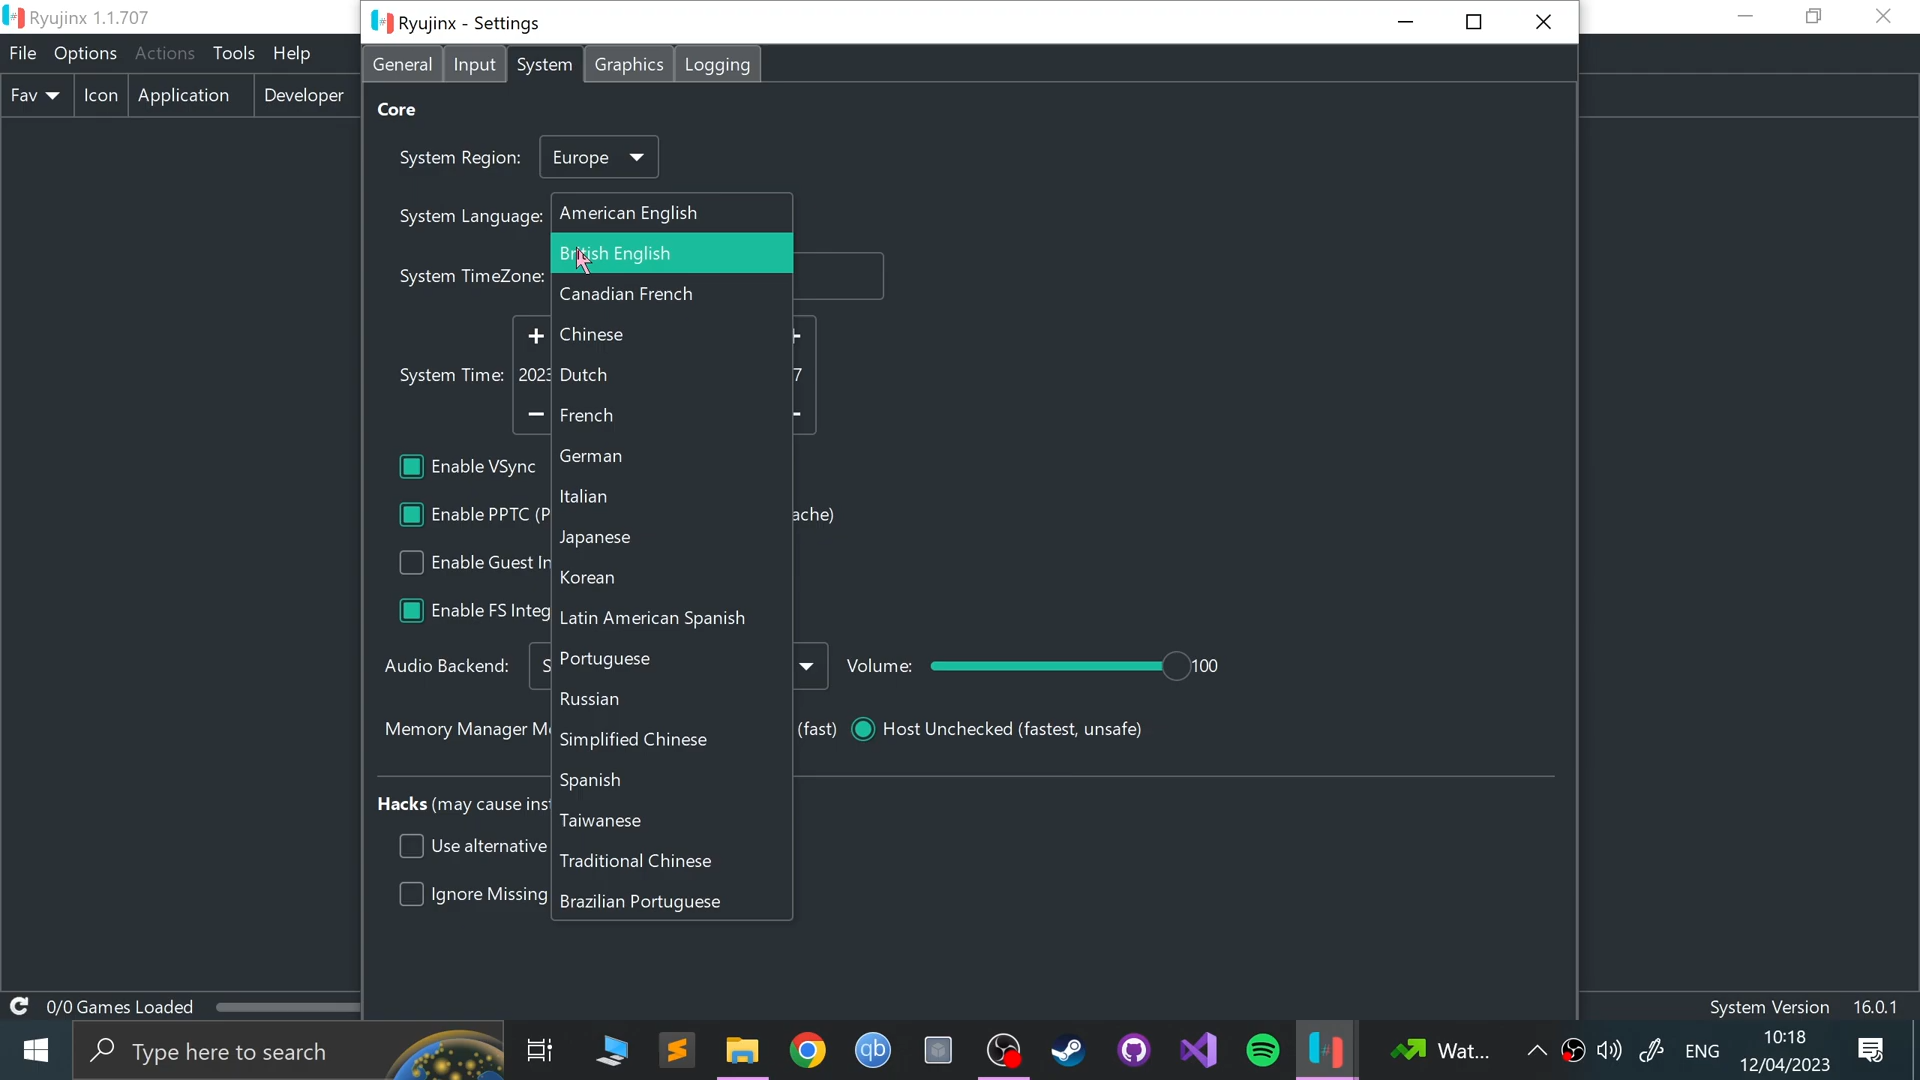 Ryujinx 1.1.707
Ryujinx - Settings
File Options Actions Tools Help
General Input System Graphics Logging
Fav Icon Application Developer
Core
System Region: Europe
System Language:
American English
British English
System TimeZone:
Canadian French
Chinese
System Time: 2023 7
Dutch
French
German
Enable VSync
Italian
Enable PPTC (P ache)
Japanese
Enable Guest In
Korean
Enable FS Integ
Latin American Spanish
Audio Backend: S Volume: 100
Portuguese
Russian
Memory Manager Mo (fast) Host Unchecked (fastest, unsafe)
Simplified Chinese
Spanish
Hacks (may cause inst
Taiwanese
Use alternative
Traditional Chinese
Ignore Missing
Brazilian Portuguese
0/0 Games Loaded
System Version 16.0.1
Type here to search
qb
Wat...
ENG
10:18
12/04/2023